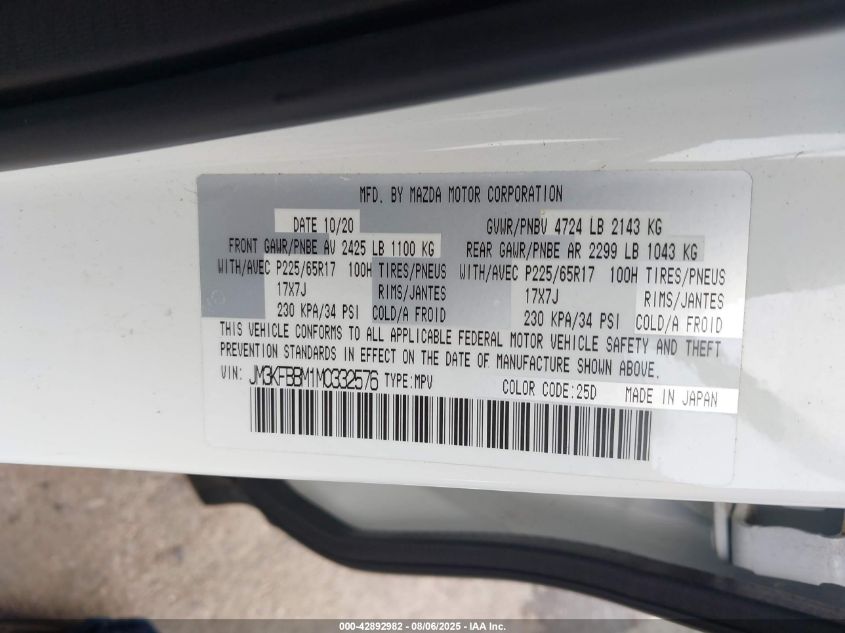 MFD. BY MAZDA MOTOR CORPORATION
DATE 10/20 GVWR/PNBV 4724 LB 2143 KG
FRONT GAWR/PNBE AV 2425 LB 1100 KG REAR GAWR/PNBE AR 2299 LB 1043 KG
WITH/AVEC P225/65R17 100H TIRES/PNEUS WITH/AVEC P225/65R17 100H TIRES/PNEUS
17X7J RIMS/JANTES 17X7J RIMS/JANTES
230 KPA/34 PSI COLD/A FROID 230 KPA/34 PSI COLD/A FROID
THIS VEHICLE CONFORMS TO ALL APPLICABLE FEDERAL MOTOR VEHICLE SAFETY AND THEFT
PREVENTION STANDARDS IN EFFECT ON THE DATE OF MANUFACTURE SHOWN ABOVE.
VIN: JM3KFBBM1M0332576 TYPE:MPV COLOR CODE:25D MADE IN JAPAN
000-42892982 - 08/06/2025 - IAA Inc.